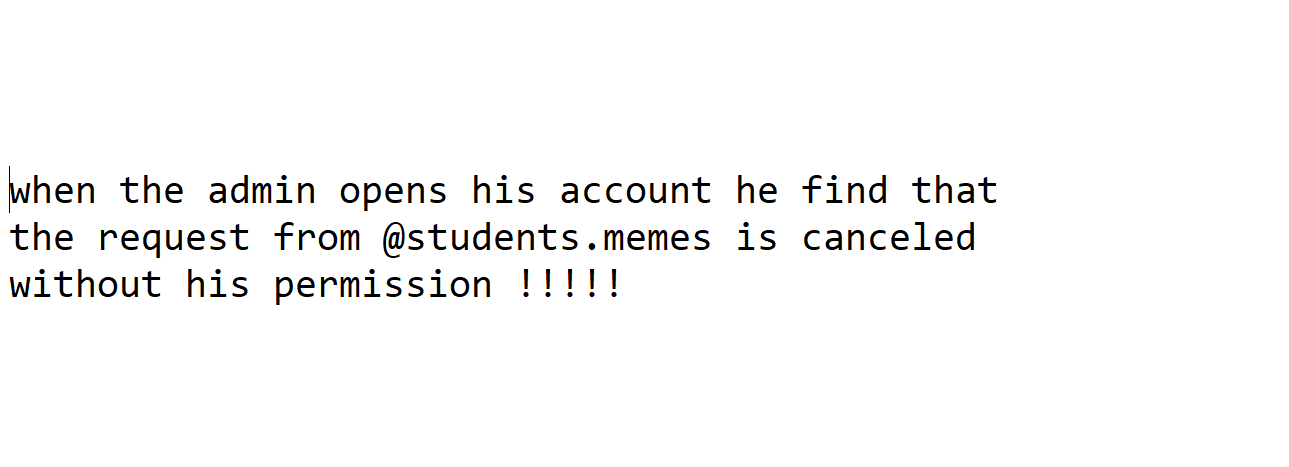 when the admin opens his account he find that
the request from @students.memes is canceled
without his permission !!!!!